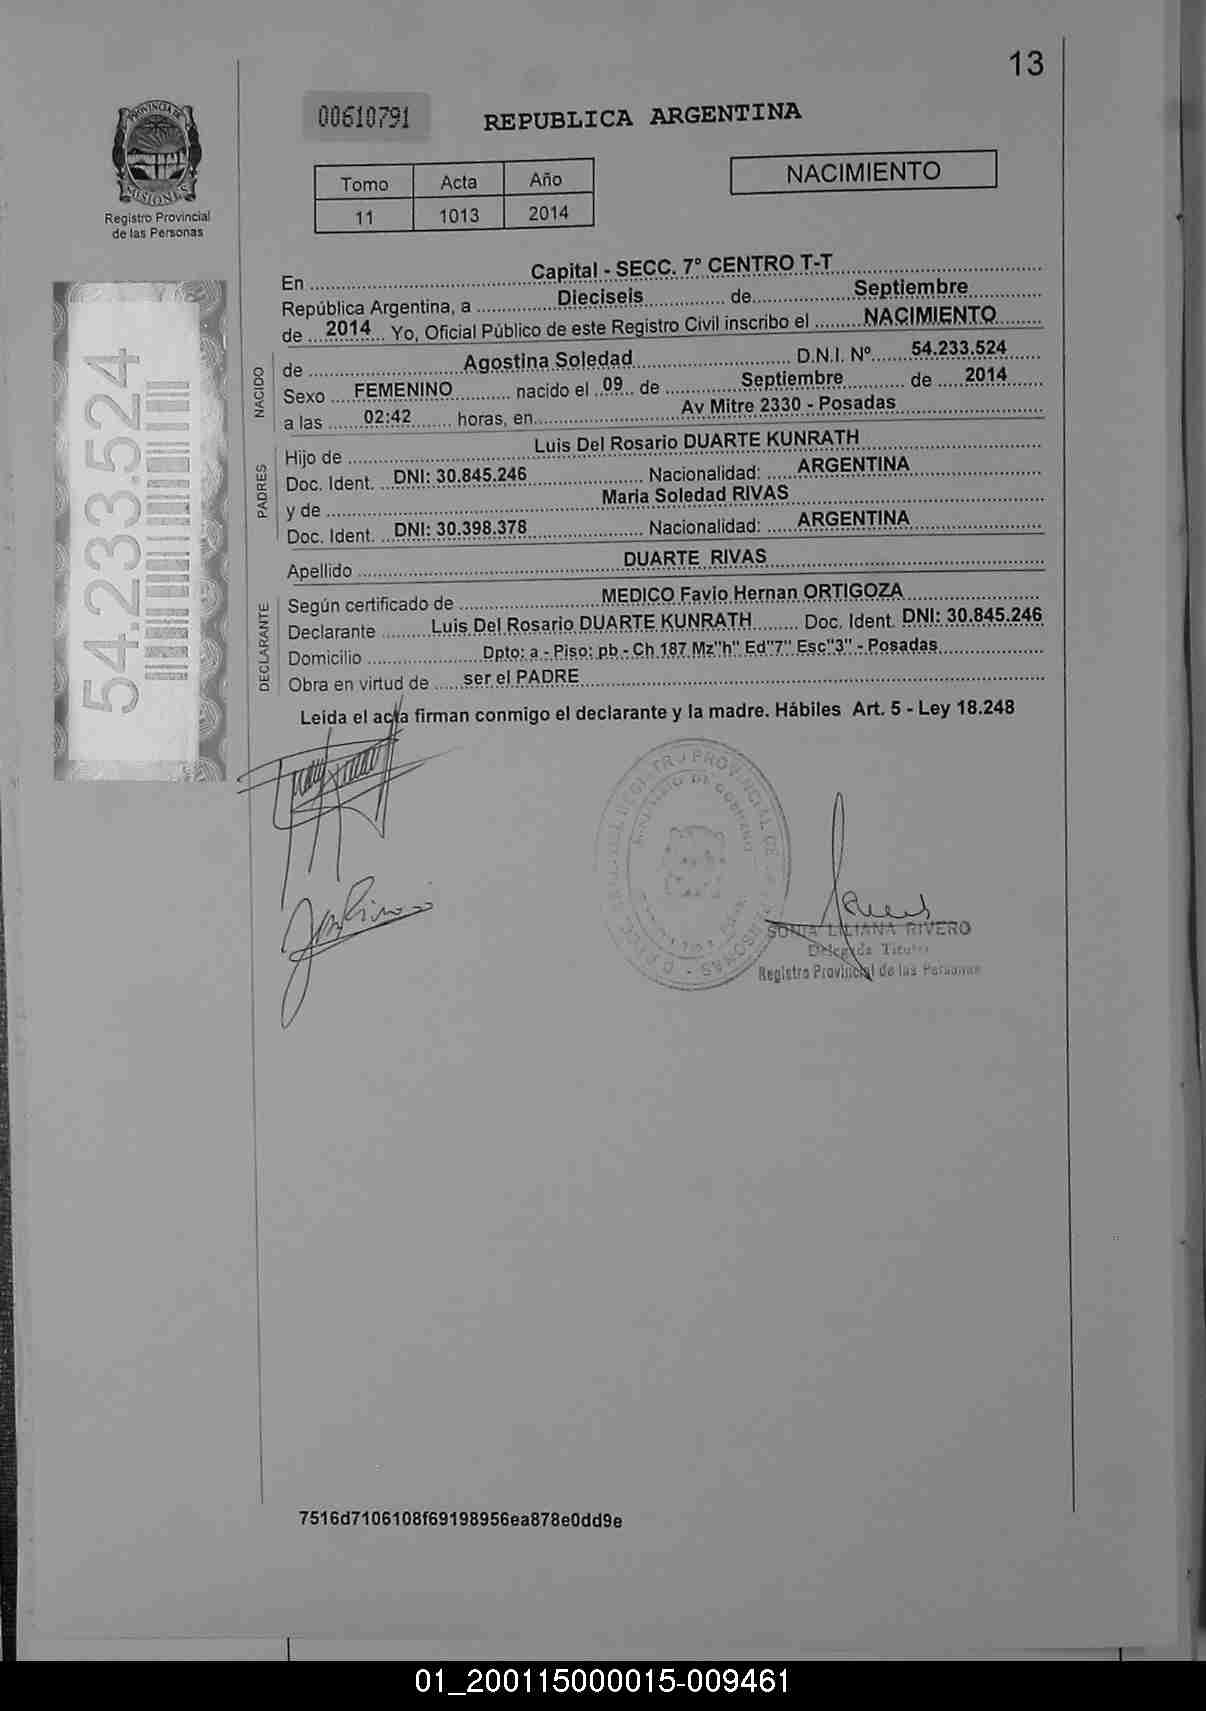 13
PROVINCIA DE
MISIONES
Registro Provincial
de las Personas
00610791
REPUBLICA ARGENTINA
Tomo Acta Año
11 1013 2014
NACIMIENTO
54.233.524
En Capital - SECC. 7° CENTRO T-T
República Argentina, a Dieciseis de Septiembre
de 2014 Yo, Oficial Público de este Registro Civil inscribo el NACIMIENTO
NACIDO
de Agostina Soledad D.N.I. Nº 54.233.524
Sexo FEMENINO nacido el 09 de Septiembre de 2014
a las 02:42 horas, en Av Mitre 2330 - Posadas
PADRES
Hijo de Luis Del Rosario DUARTE KUNRATH
Doc. Ident. DNI: 30.845.246 Nacionalidad: ARGENTINA
y de Maria Soledad RIVAS
Doc. Ident. DNI: 30.398.378 Nacionalidad: ARGENTINA
Apellido DUARTE RIVAS
DECLARANTE
Según certificado de MEDICO Favio Hernan ORTIGOZA
Declarante Luis Del Rosario DUARTE KUNRATH Doc. Ident. DNI: 30.845.246
Domicilio Dpto: a - Piso: pb - Ch 187 Mz"h" Ed"7" Esc"3" - Posadas
Obra en virtud de ser el PADRE
Leida el acta firman conmigo el declarante y la madre. Hábiles Art. 5 - Ley 18.248
SONIA LILIANA RIVERO
Delegada Titular
Registro Provincial de las Personas
7516d7106108f69198956ea878e0dd9e
01_200115000015-009461